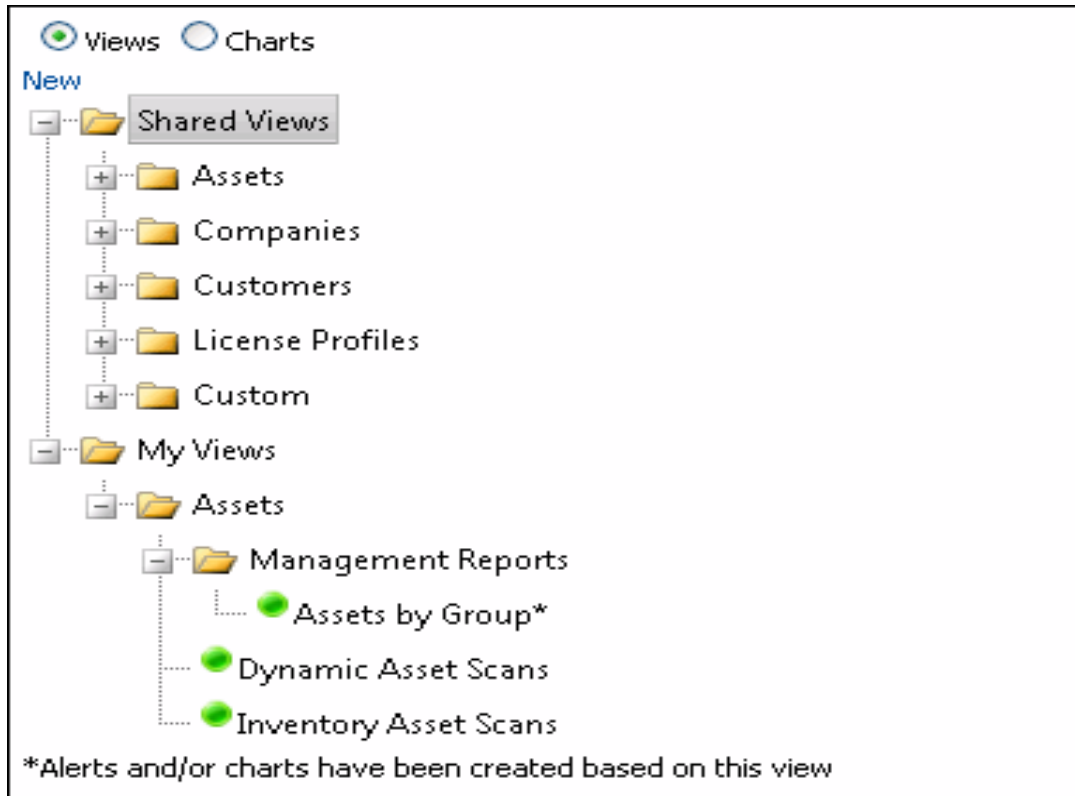 Views Charts
New
Shared Views
Assets
Companies
Customers
License Profiles
Custom
My Views
Assets
Management Reports
Assets by Group*
Dynamic Asset Scans
Inventory Asset Scans
*Alerts and/or charts have been created based on this view